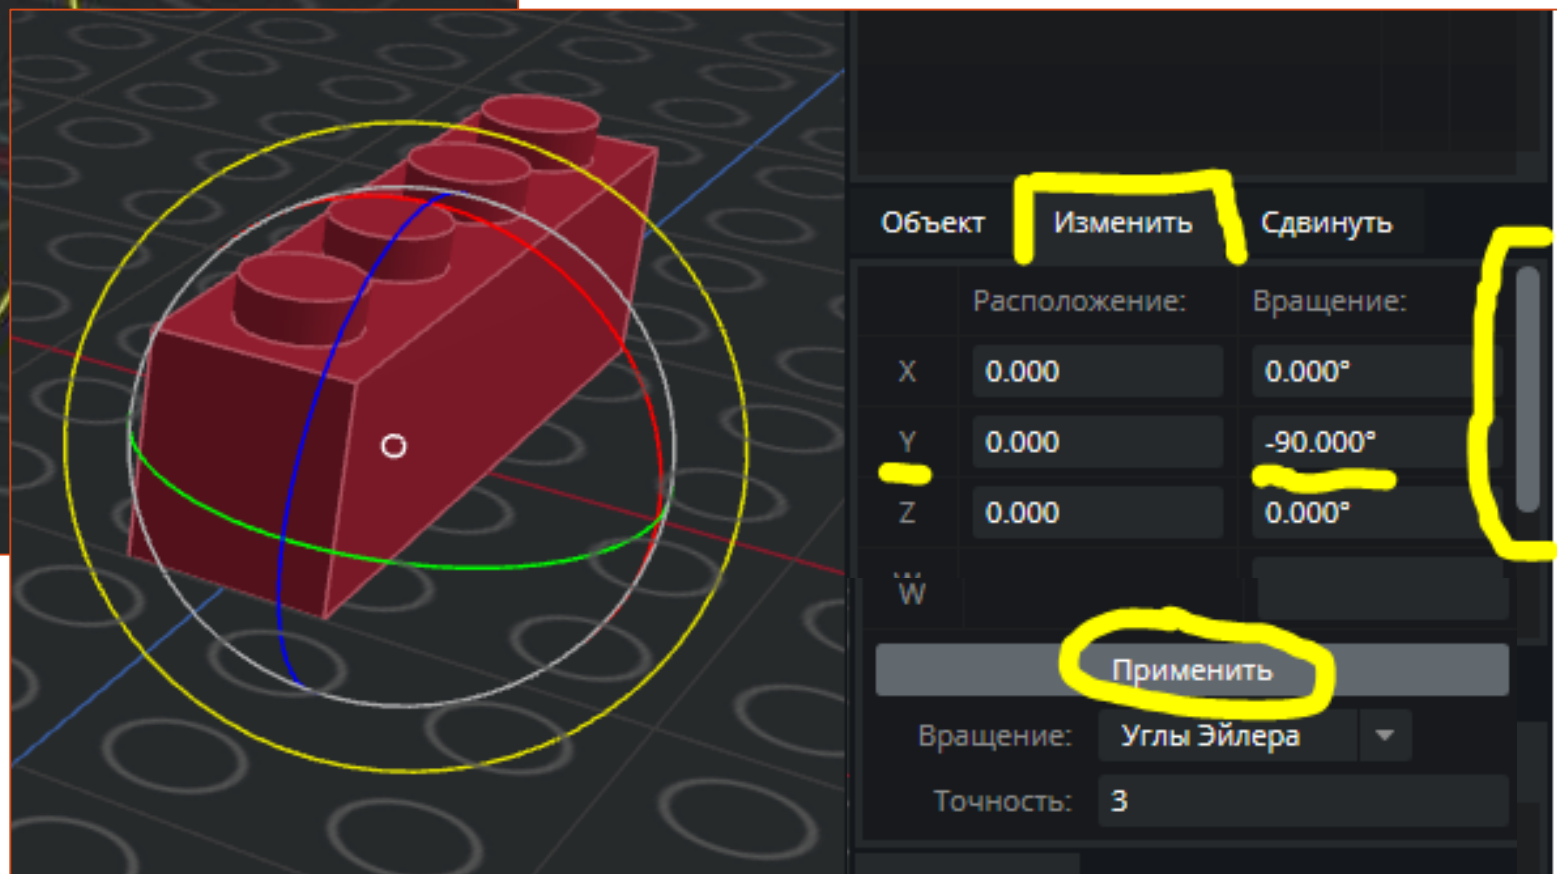 Объект Изменить Сдвинуть
Расположение: Вращение:
X 0.000 0.000°
Y 0.000 -90.000°
Z 0.000 0.000°
W
Применить
Вращение: Углы Эйлера
Точность: 3